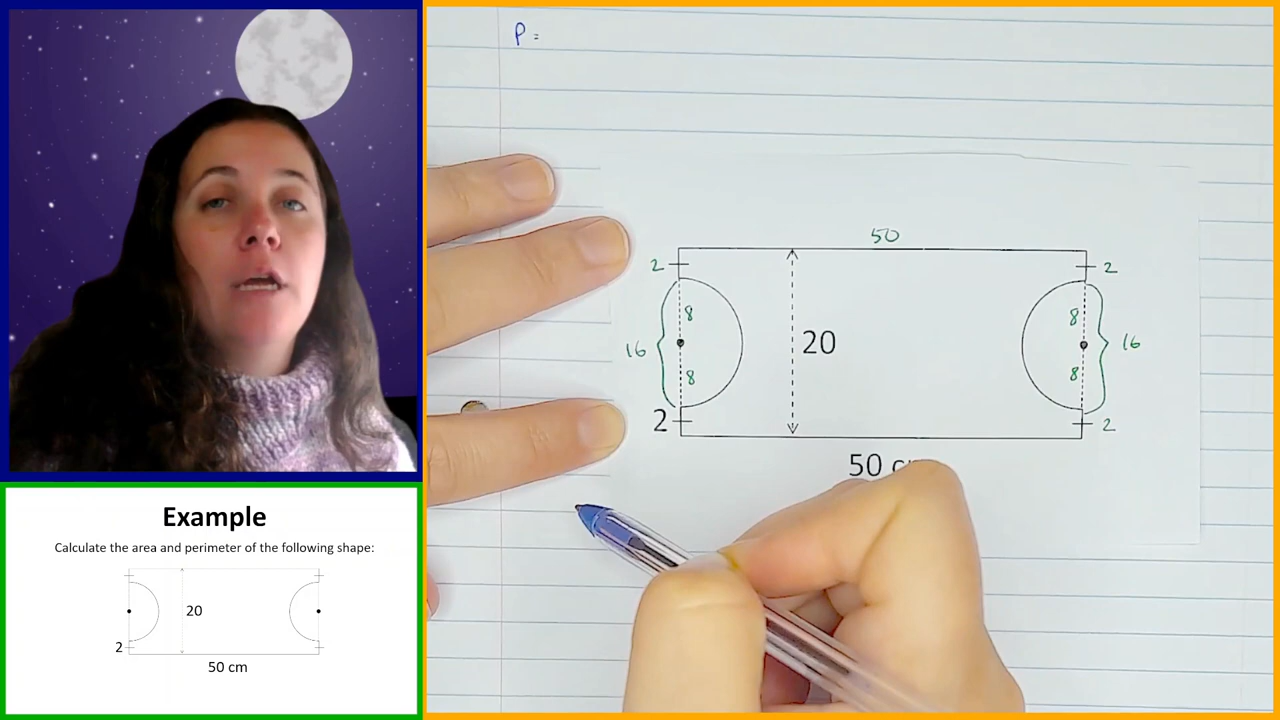 P =
50
2
2
8
8
16
20
16
8
8
2
2
50 c
Example
Calculate the area and perimeter of the following shape:
20
2
50 cm